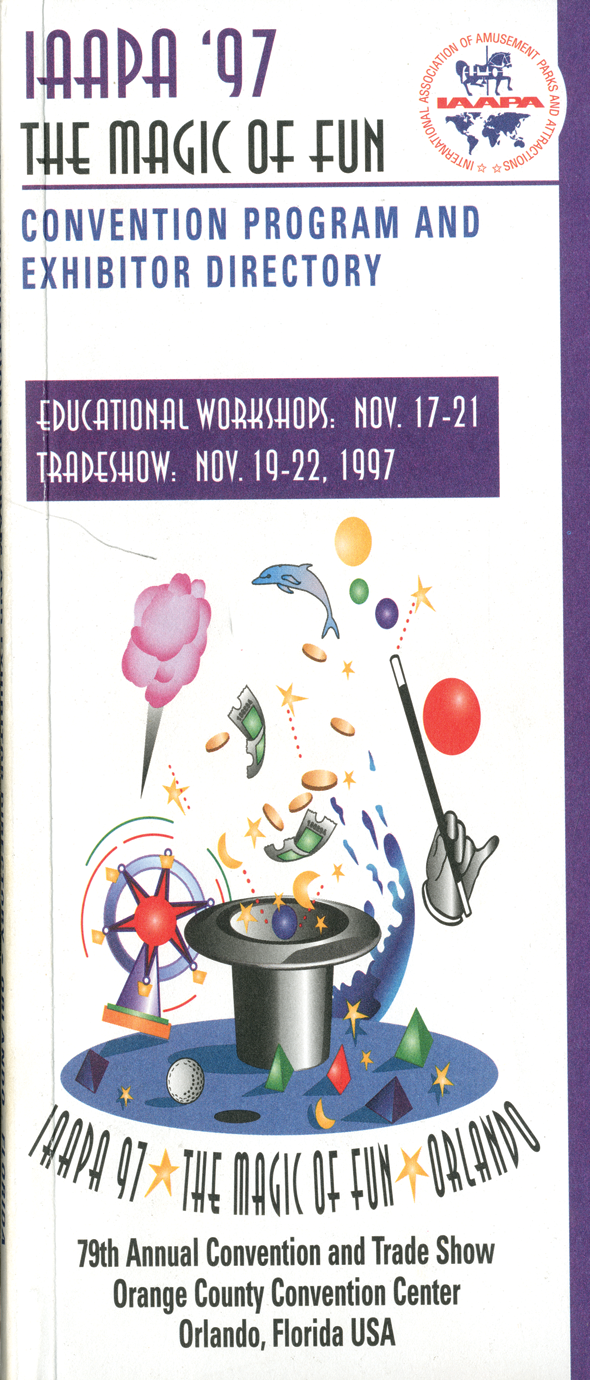 IAAPA '97
THE MAGIC OF FUN
INTERNATIONAL ASSOCIATION OF AMUSEMENT PARKS AND ATTRACTIONS
IAAPA
CONVENTION PROGRAM AND
EXHIBITOR DIRECTORY
EDUCATIONAL WORKSHOPS: NOV. 17-21
TRADESHOW: NOV. 19-22, 1997
IAAPA 97 THE MAGIC OF FUN ORLANDO
79th Annual Convention and Trade Show
Orange County Convention Center
Orlando, Florida USA